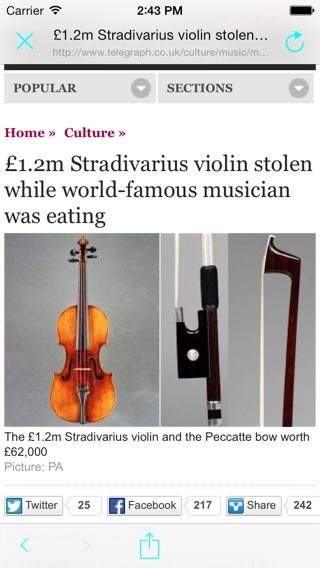 Carrier 2:43 PM
£1.2m Stradivarius violin stolen...
http://www.telegraph.co.uk/culture/music/m...
POPULAR SECTIONS
Home » Culture »
£1.2m Stradivarius violin stolen
while world-famous musician
was eating
The £1.2m Stradivarius violin and the Peccatte bow worth
£62,000
Picture: PA
Twitter 25 Facebook 217 Share 242